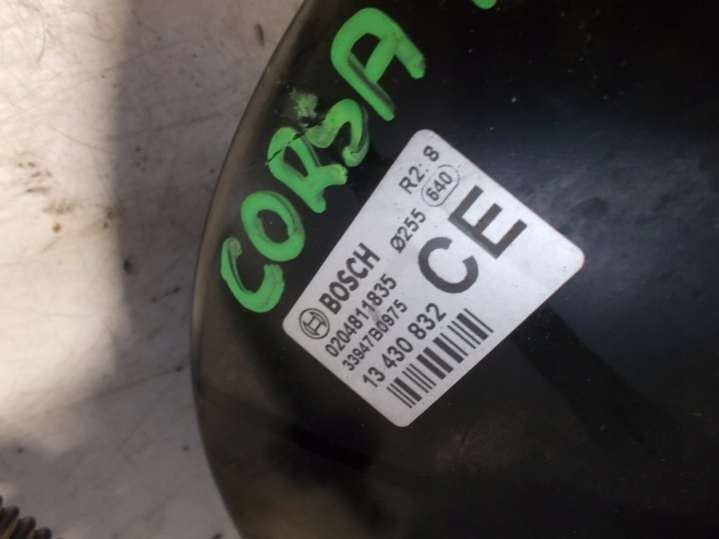 CORSA
BOSCH Ø255 R2: 8
0204811835 640
33947B0975
13 430 832 CE